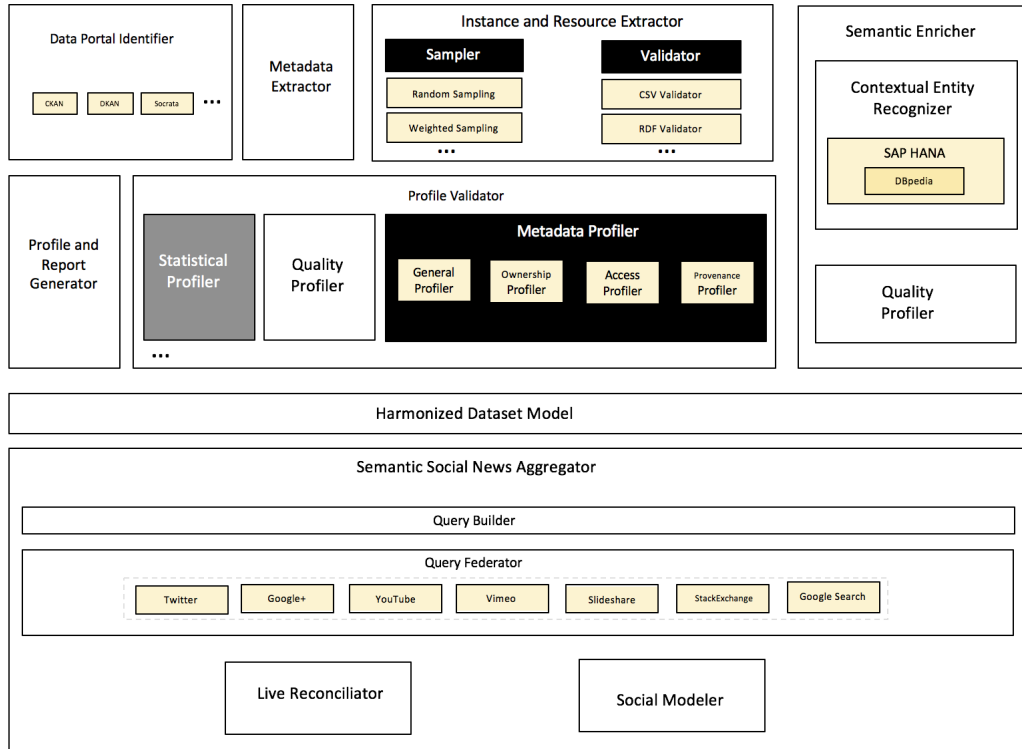 Data Portal Identifier
CKAN
DKAN
Socrata
...
Metadata
Extractor
Instance and Resource Extractor
Sampler
Random Sampling
Weighted Sampling
...
Validator
CSV Validator
RDF Validator
...
Semantic Enricher
Contextual Entity
Recognizer
SAP HANA
DBpedia
Quality
Profiler
Profile and
Report
Generator
Profile Validator
Statistical
Profiler
Quality
Profiler
Metadata Profiler
General
Profiler
Ownership
Profiler
Access
Profiler
Provenance
Profiler
...
Harmonized Dataset Model
Semantic Social News Aggregator
Query Builder
Query Federator
Twitter
Google+
YouTube
Vimeo
Slideshare
StackExchange
Google Search
Live Reconciliator
Social Modeler